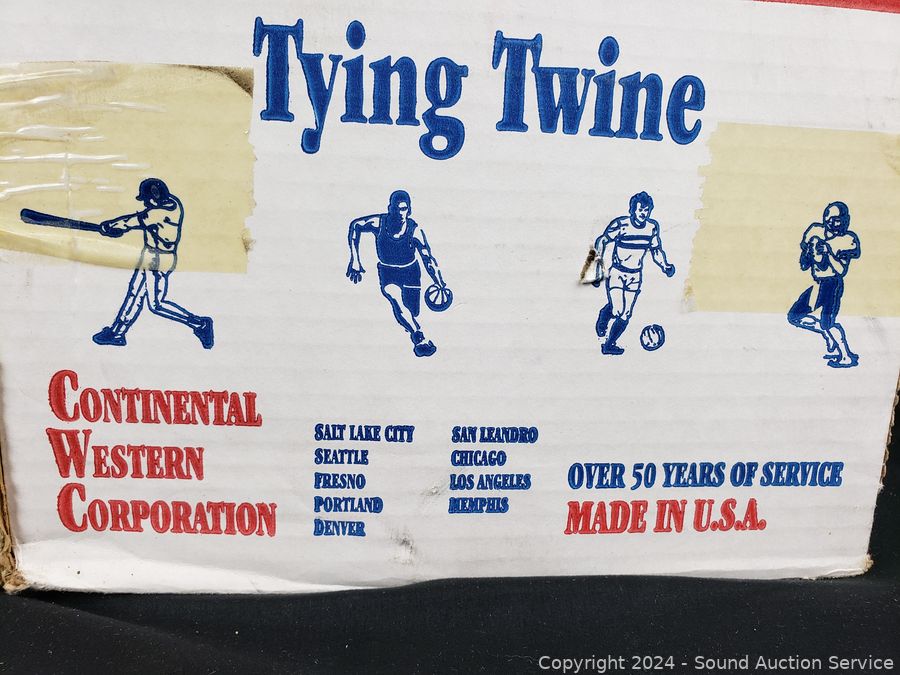 Tying Twine
CONTINENTAL
WESTERN
CORPORATION
SALT LAKE CITY
SEATTLE
FRESNO
PORTLAND
DENVER
SAN LEANDRO
CHICAGO
LOS ANGELES
MEMPHIS
OVER 50 YEARS OF SERVICE
MADE IN U.S.A.
Copyright 2024 - Sound Auction Service